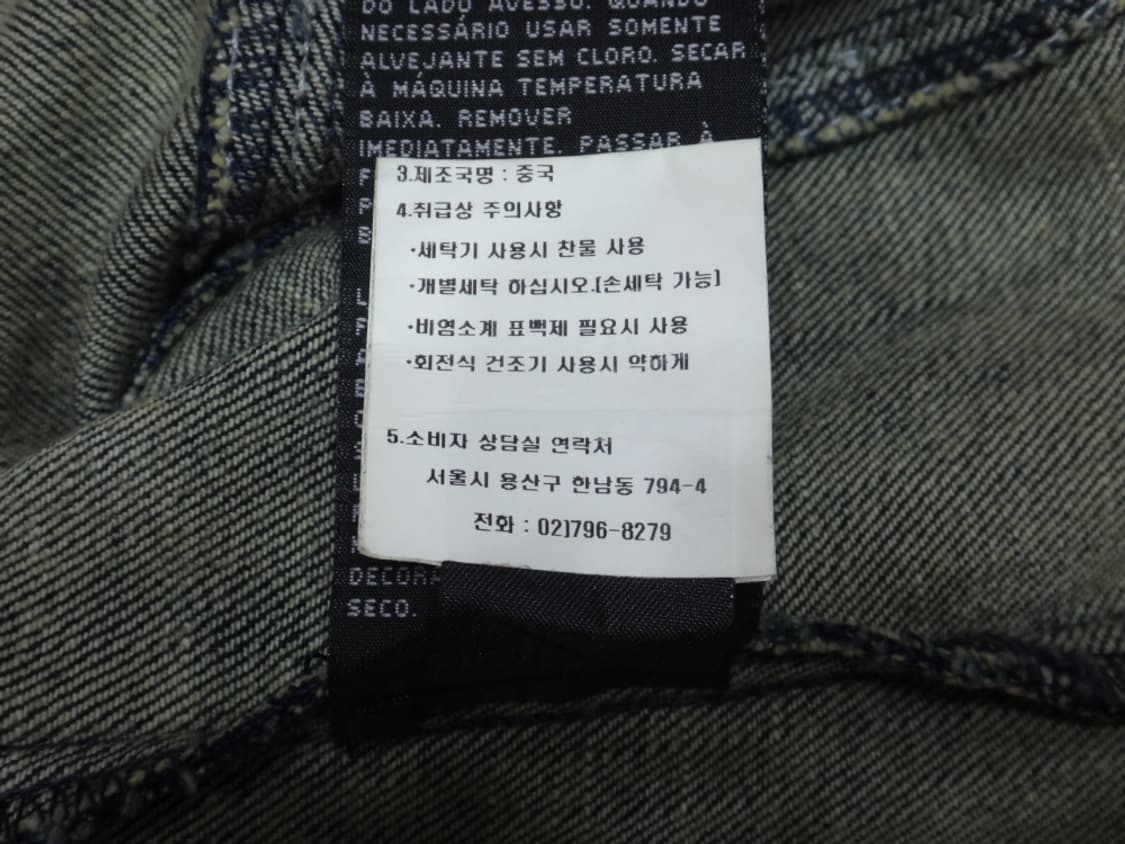 DO LADO AVESSO. QUANDO
NECESSÁRIO USAR SOMENTE
ALVEJANTE SEM CLORO. SECAR
À MÁQUINA TEMPERATURA
BAIXA. REMOVER
IMEDIATAMENTE. PASSAR À
3.제조국명 : 중국
4.취급상 주의사항
·세탁기 사용시 찬물 사용
·개별세탁 하십시오.[손세탁 가능]
·비염소계 표백제 필요시 사용
·회전식 건조기 사용시 약하게
5.소비자 상담실 연락처
서울시 용산구 한남동 794-4
전화 : 02)796-8279
SECO.